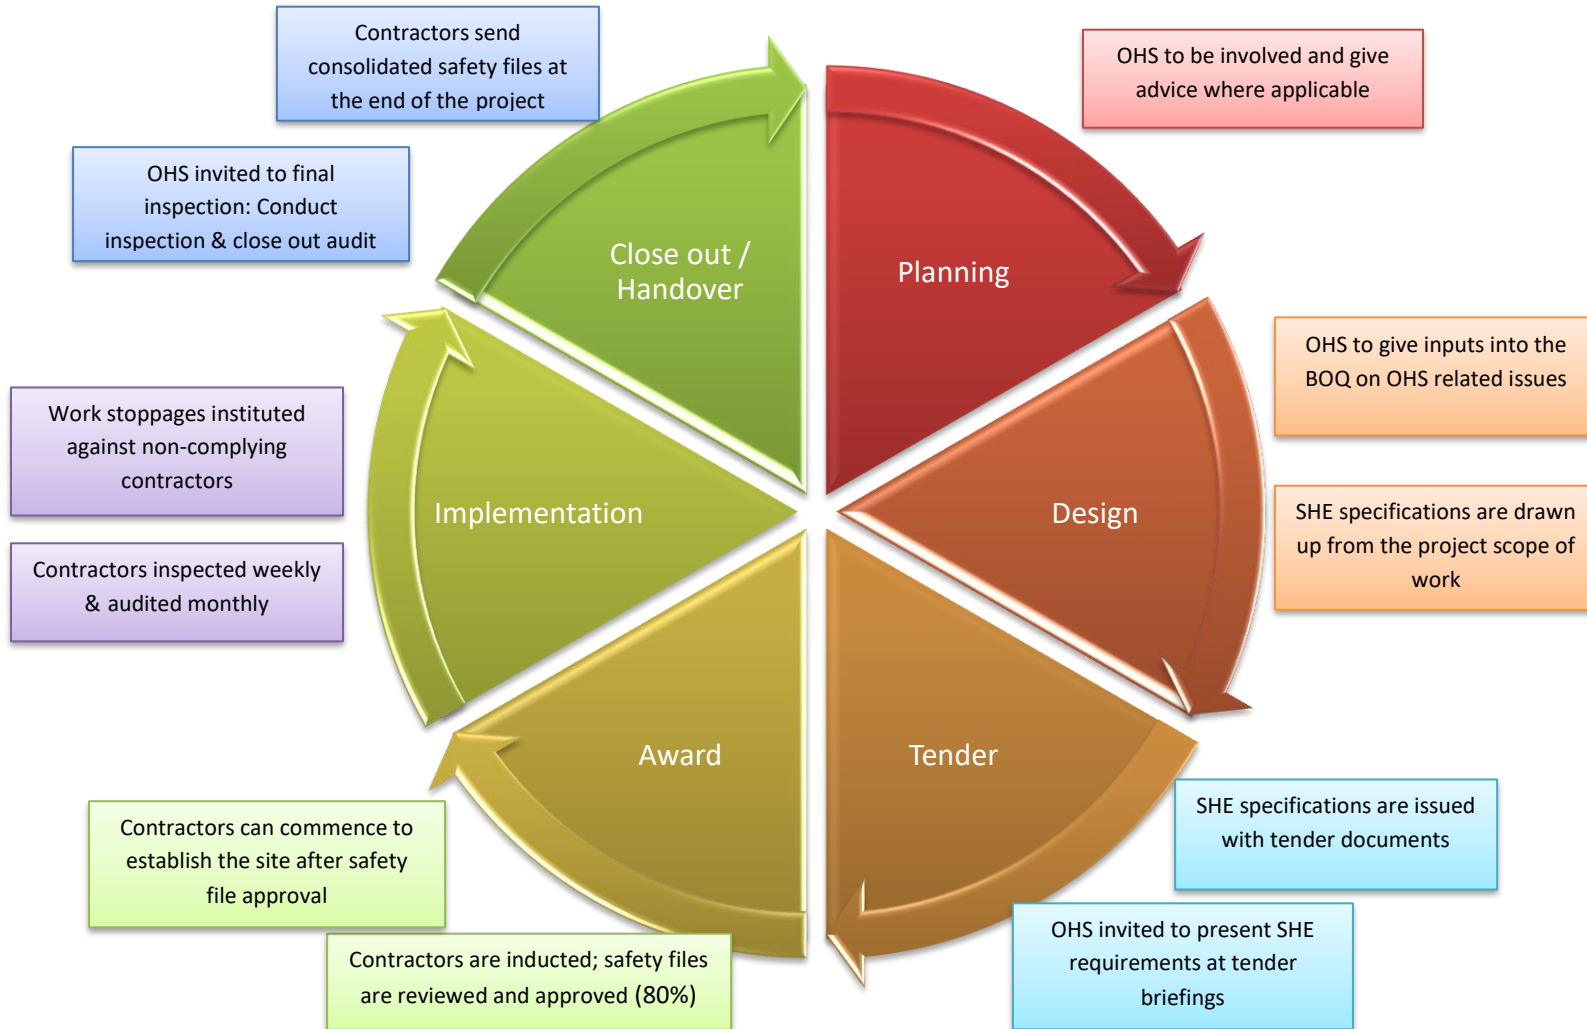 Contractors send
consolidated safety files at
the end of the project
OHS to be involved and give
advice where applicable
OHS invited to final
inspection: Conduct
inspection & close out audit
Close out /
Handover
Planning
OHS to give inputs into the
BOQ on OHS related issues
Work stoppages instituted
against non-complying
contractors
Implementation
Design
SHE specifications are drawn
up from the project scope of
work
Contractors inspected weekly
& audited monthly
Award
Tender
Contractors can commence to
establish the site after safety
file approval
SHE specifications are issued
with tender documents
Contractors are inducted; safety files
are reviewed and approved (80%)
OHS invited to present SHE
requirements at tender
briefings